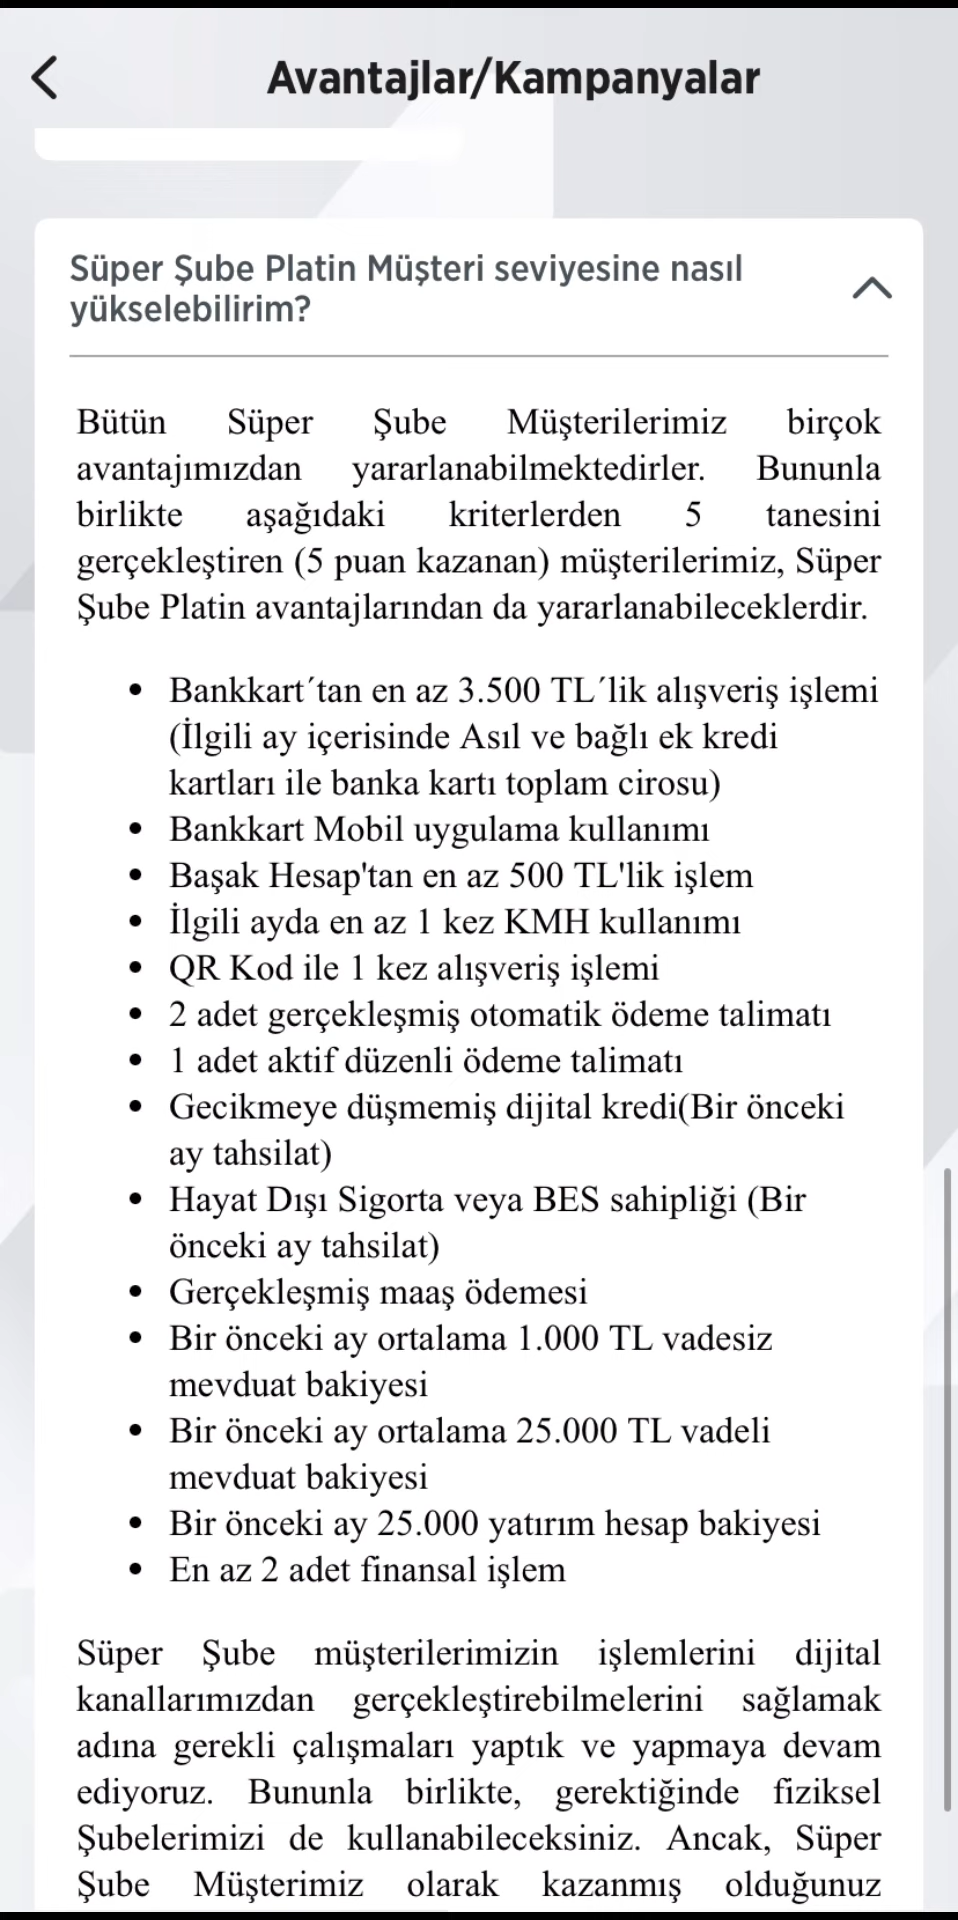 Avantajlar/Kampanyalar
Süper Şube Platin Müşteri seviyesine nasıl
yükselebilirim?
Bütün Süper Şube Müşterilerimiz birçok
avantajımızdan yararlanabilmektedirler. Bununla
birlikte aşağıdaki kriterlerden 5 tanesini
gerçekleştiren (5 puan kazanan) müşterilerimiz, Süper
Şube Platin avantajlarından da yararlanabileceklerdir.
• Bankkart´tan en az 3.500 TL´lik alışveriş işlemi
(İlgili ay içerisinde Asıl ve bağlı ek kredi
kartları ile banka kartı toplam cirosu)
• Bankkart Mobil uygulama kullanımı
• Başak Hesap'tan en az 500 TL'lik işlem
• İlgili ayda en az 1 kez KMH kullanımı
• QR Kod ile 1 kez alışveriş işlemi
• 2 adet gerçekleşmiş otomatik ödeme talimatı
• 1 adet aktif düzenli ödeme talimatı
• Gecikmeye düşmemiş dijital kredi(Bir önceki
ay tahsilat)
• Hayat Dışı Sigorta veya BES sahipliği (Bir
önceki ay tahsilat)
• Gerçekleşmiş maaş ödemesi
• Bir önceki ay ortalama 1.000 TL vadesiz
mevduat bakiyesi
• Bir önceki ay ortalama 25.000 TL vadeli
mevduat bakiyesi
• Bir önceki ay 25.000 yatırım hesap bakiyesi
• En az 2 adet finansal işlem
Süper Şube müşterilerimizin işlemlerini dijital
kanallarımızdan gerçekleştirebilmelerini sağlamak
adına gerekli çalışmaları yaptık ve yapmaya devam
ediyoruz. Bununla birlikte, gerektiğinde fiziksel
Şubelerimizi de kullanabileceksiniz. Ancak, Süper
Şube Müşterimiz olarak kazanmış olduğunuz